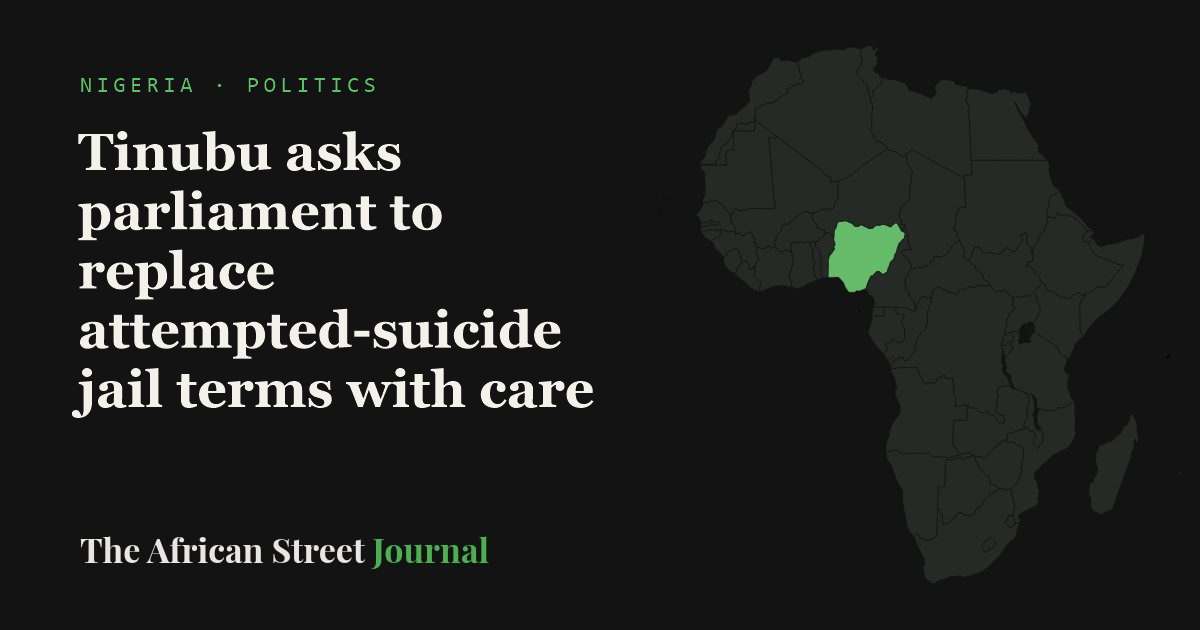 NIGERIA · POLITICS
Tinubu asks
parliament to
replace
attempted-suicide
jail terms with care
The African Street Journal